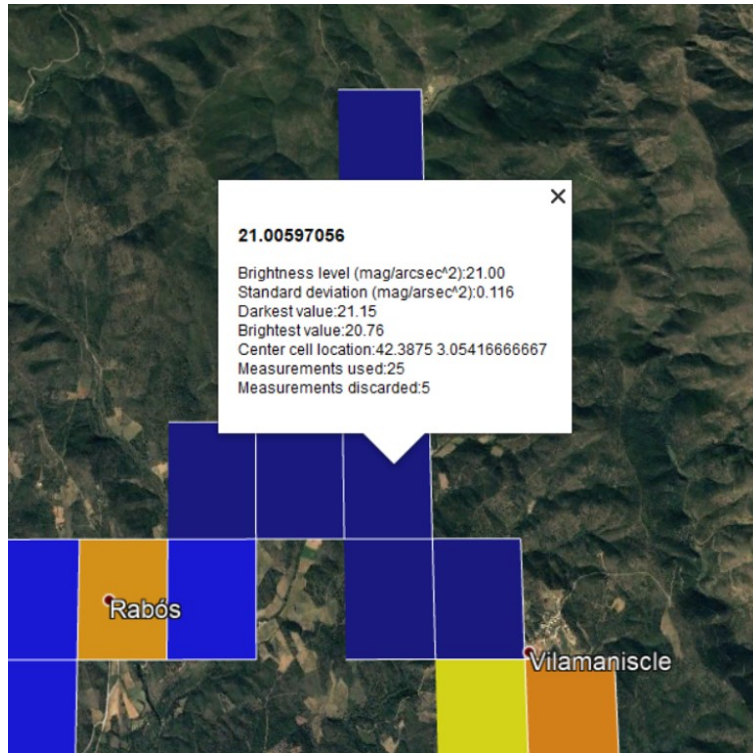 21.00597056
Brightness level (mag/arcsec^2):21.00
Standard deviation (mag/arsec^2):0.116
Darkest value:21.15
Brightest value:20.76
Center cell location:42.3875 3.05416666667
Measurements used:25
Measurements discarded:5
Rabós
Vilamaniscle